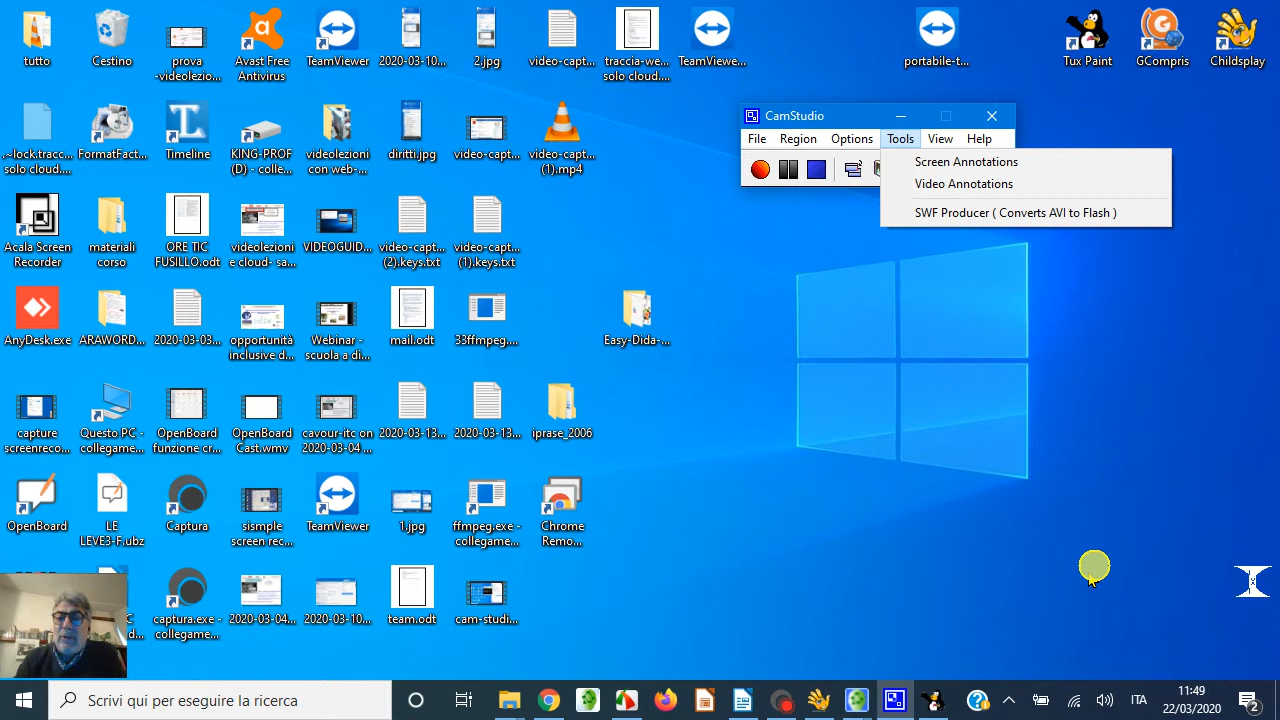 tutto
Cestino
prova
-videolezio...
Avast Free
Antivirus
TeamViewer
2020-03-10...
2.jpg
video-capt...
traccia-we...
solo cloud....
TeamViewe...
portabile-t...
Tux Paint
GCompris
Childsplay
.~lock.tracc...
solo cloud....
FormatFact...
Timeline
KING-PROF
(D) - colle...
videolezioni
con web-...
diritti.jpg
video-capt...
video-capt...
(1).mp4
CamStudio
File Region Options Tools View Help
Screen Annotations
Video Annotations
SWF Producer ( Converts AVI to Flash )
Acala Screen
Recorder
materiali
corso
ORE TIC
FUSILLO.odt
videolezioni
e cloud- sa...
VIDEOGUID...
video-capt...
(2).keys.txt
video-capt...
(1).keys.txt
AnyDesk.exe
ARAWORD...
2020-03-03...
opportunità
inclusive d...
Webinar -
scuola a di...
mail.odt
33ffmpeg....
Easy-Dida-...
capture
screenreco...
Questo PC -
collegame...
OpenBoard
funzione cr...
OpenBoard
Cast.wmv
cavour-itc on
2020-03-04 ...
2020-03-13...
2020-03-13...
iprase_2006
OpenBoard
LE
LEVE3-F.ubz
Captura
sismple
screen rec...
TeamViewer
1.jpg
ffmpeg.exe -
collegame...
Chrome
Remo...
captura.exe -
collegame...
2020-03-04...
2020-03-10...
team.odt
cam-studi...
Scrivi qui per eseguire la ricerca
ITA
1:49
22/03/2020
2